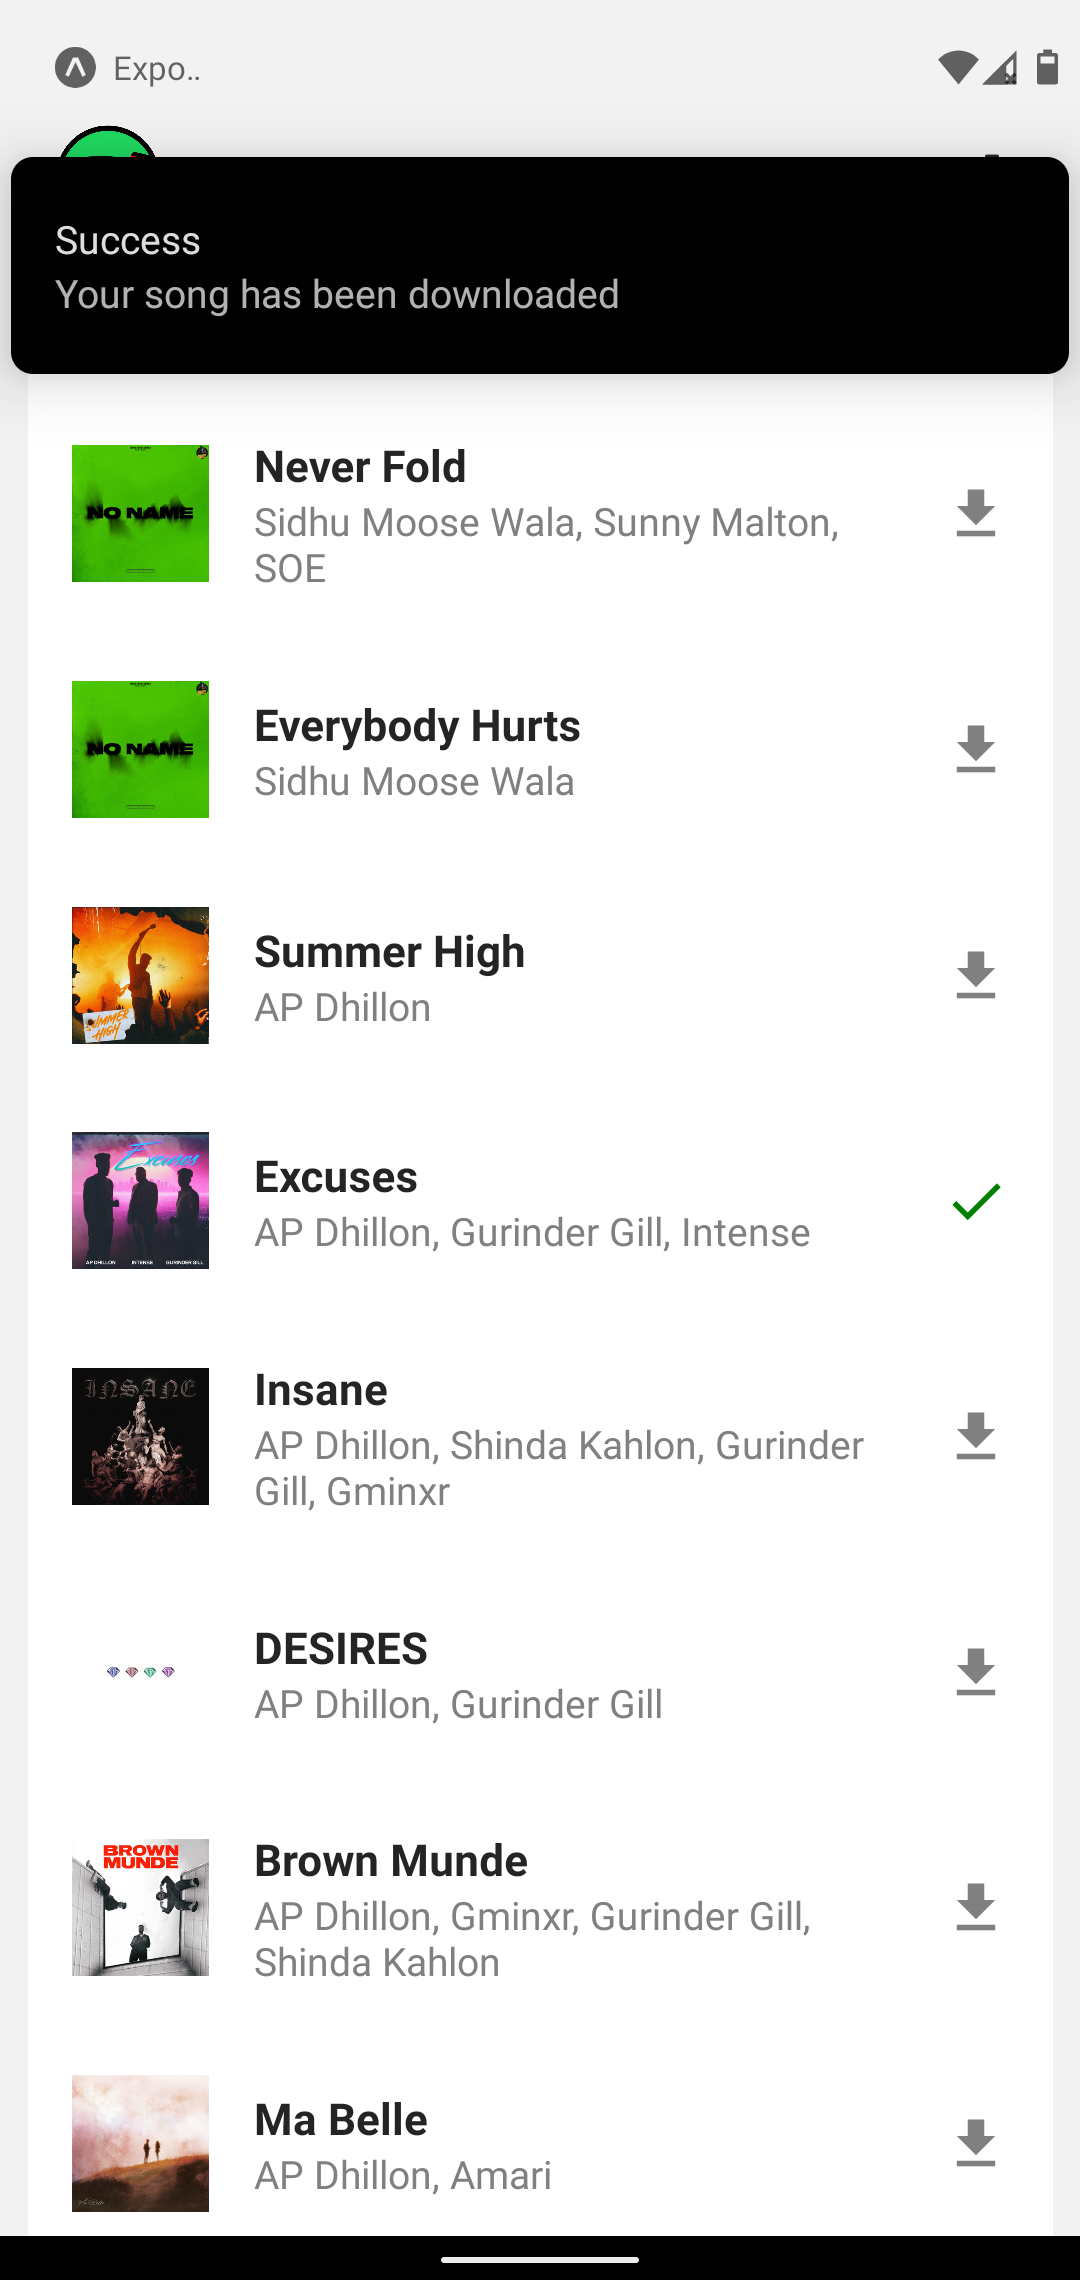 Expo..
Success
Your song has been downloaded
NO NAME
Never Fold
Sidhu Moose Wala, Sunny Malton,
SOE
NO NAME
Everybody Hurts
Sidhu Moose Wala
SUMMER
HIGH
Summer High
AP Dhillon
Excuses
AP DHILLON INTENSE GURINDER GILL
Excuses
AP Dhillon, Gurinder Gill, Intense
INSANE
Insane
AP Dhillon, Shinda Kahlon, Gurinder
Gill, Gminxr
DESIRES
AP Dhillon, Gurinder Gill
BROWN
MUNDE
Brown Munde
AP Dhillon, Gminxr, Gurinder Gill,
Shinda Kahlon
Ma Belle
AP Dhillon, Amari